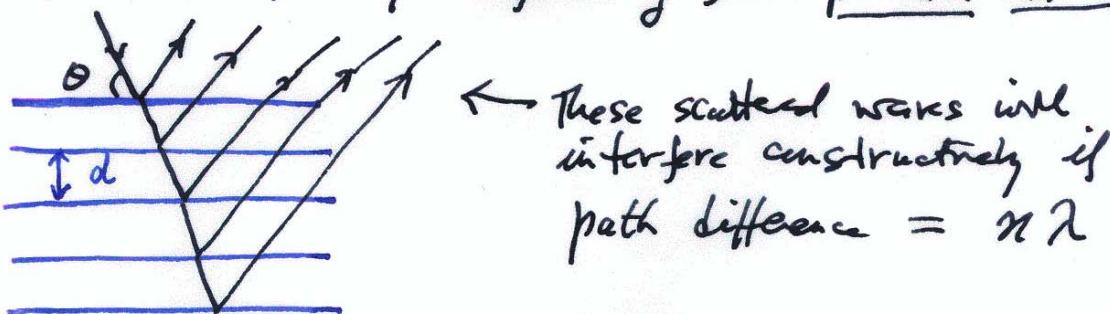 θ
d
← These scattered waves will
interfere constructively if
path difference = nλ